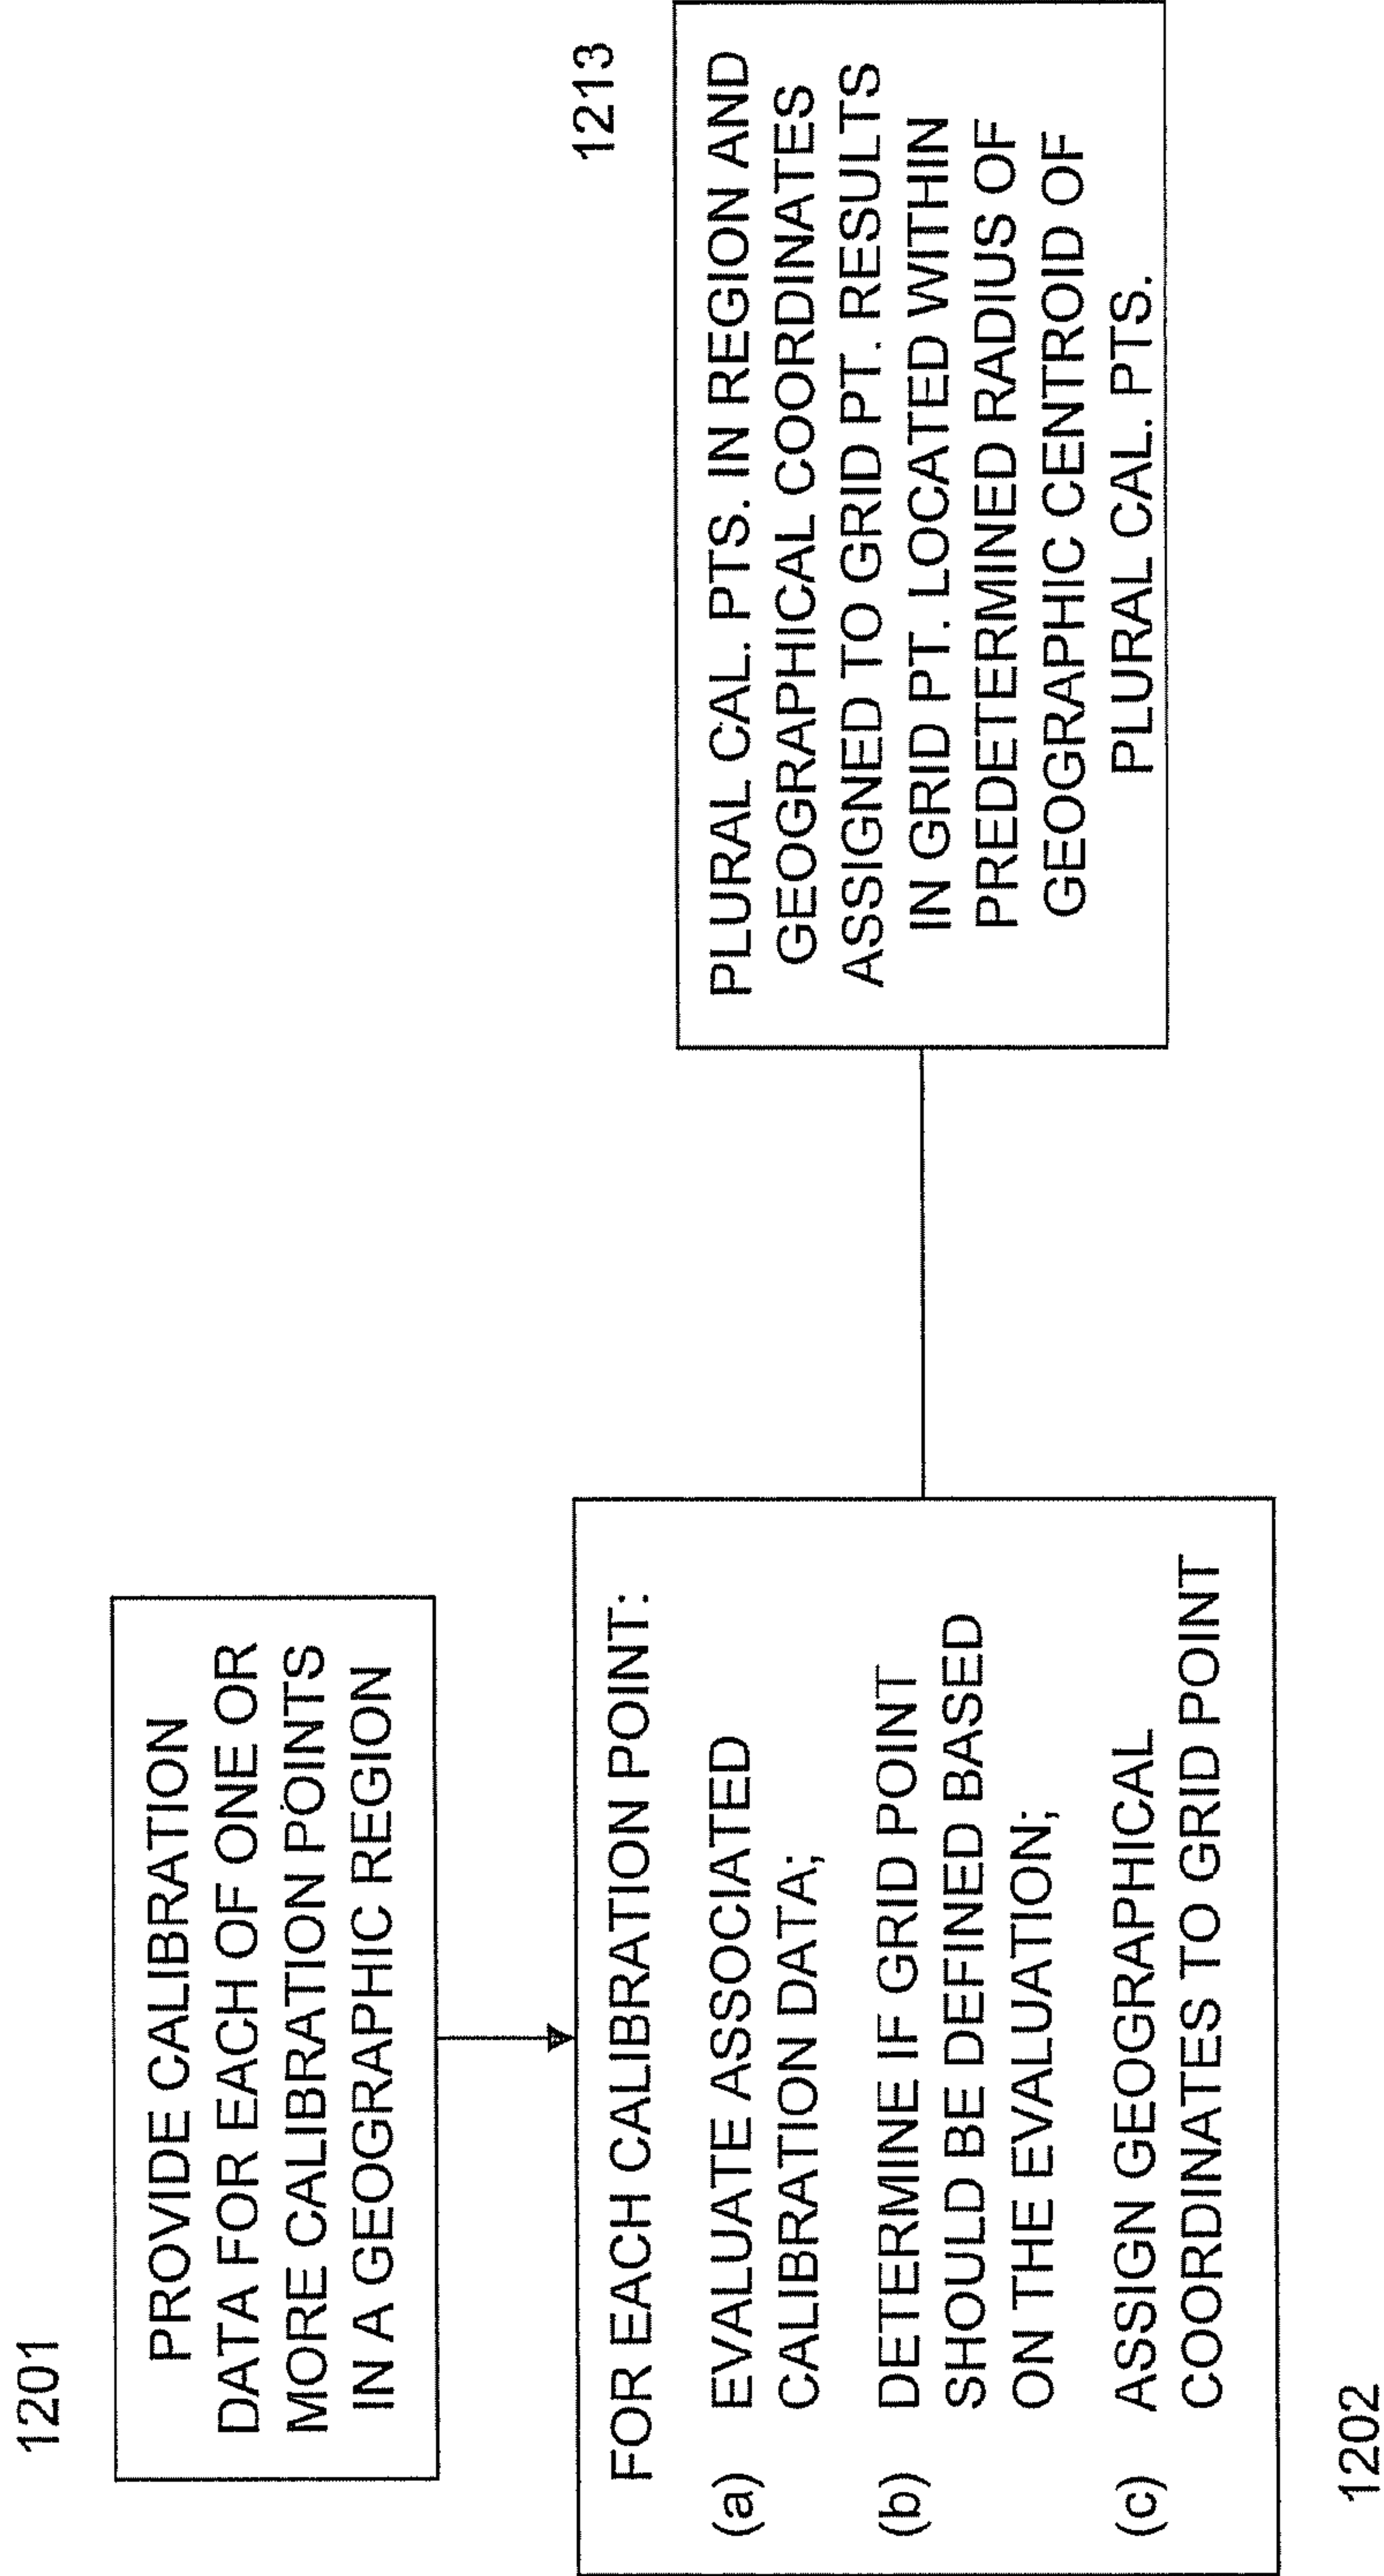 1201
PROVIDE CALIBRATION
DATA FOR EACH OF ONE OR
MORE CALIBRATION POINTS
IN A GEOGRAPHIC REGION
FOR EACH CALIBRATION POINT:
(a) EVALUATE ASSOCIATED
CALIBRATION DATA;
(b) DETERMINE IF GRID POINT
SHOULD BE DEFINED BASED
ON THE EVALUATION;
(c) ASSIGN GEOGRAPHICAL
COORDINATES TO GRID POINT
1202
1213
PLURAL CAL. PTS. IN REGION AND
GEOGRAPHICAL COORDINATES
ASSIGNED TO GRID PT. RESULTS
IN GRID PT. LOCATED WITHIN
PREDETERMINED RADIUS OF
GEOGRAPHIC CENTROID OF
PLURAL CAL. PTS.